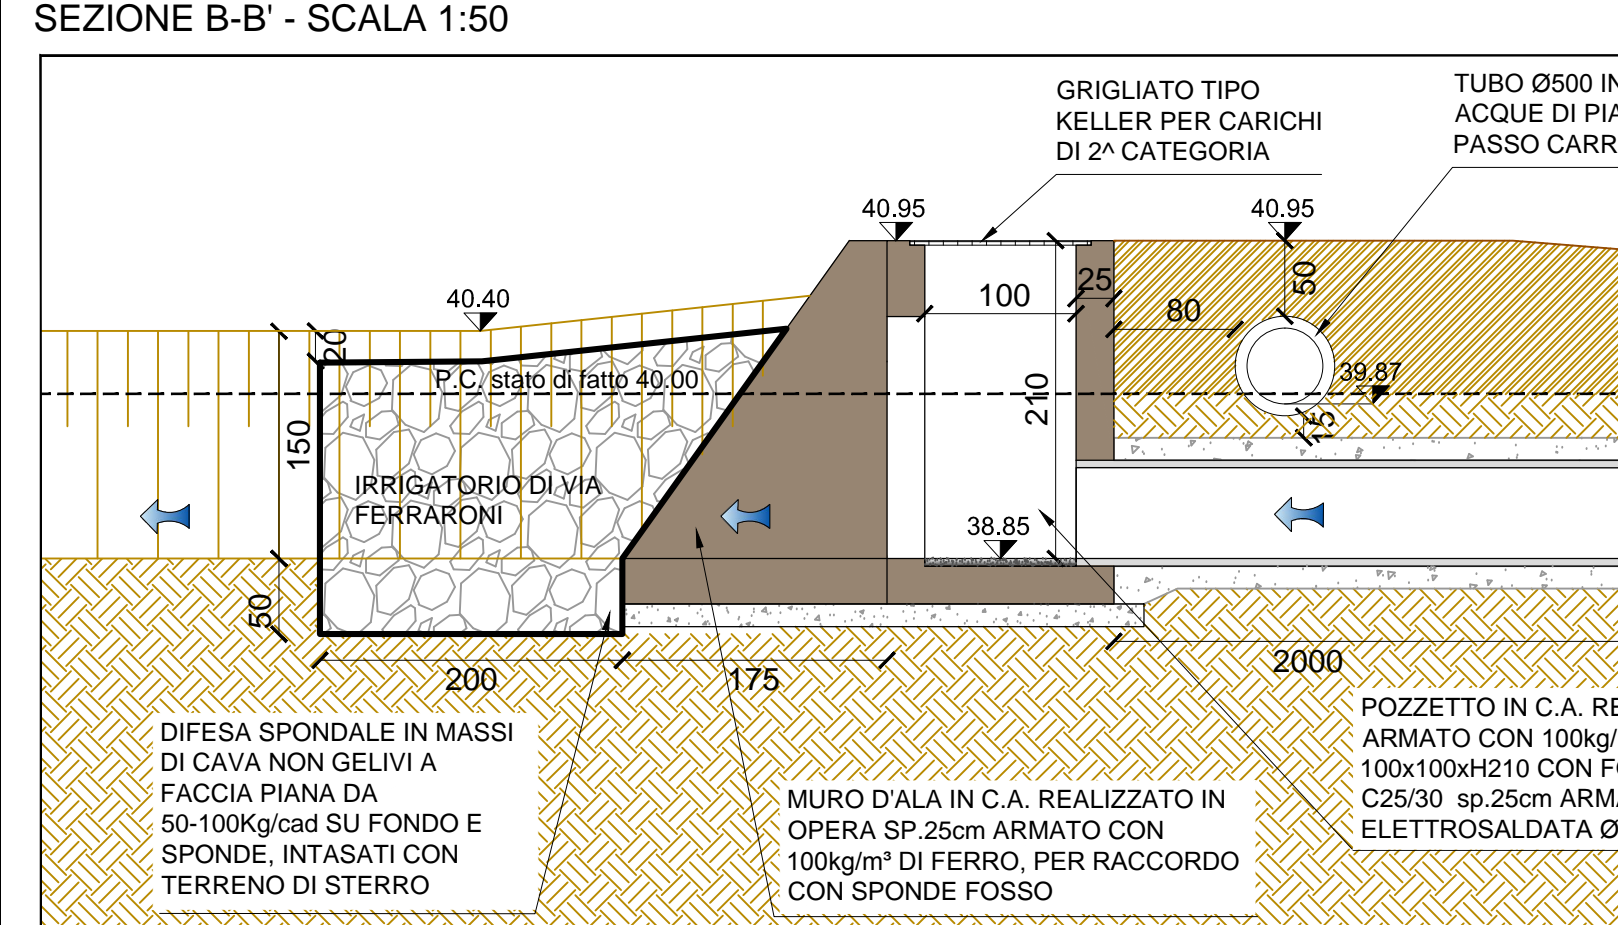 SEZIONE B-B' - SCALA 1:50
GRIGLIATO TIPO
KELLER PER CARICHI
DI 2^ CATEGORIA
TUBO Ø500 IN
ACQUE DI PIA
PASSO CARR
40.95
40.95
40.40
20
100
25
80
50
P.C. stato di fatto 40.00
39.87
210
15
150
IRRIGATORIO DI VIA
FERRARONI
38.85
50
200
175
2000
DIFESA SPONDALE IN MASSI
DI CAVA NON GELIVI A
FACCIA PIANA DA
50-100Kg/cad SU FONDO E
SPONDE, INTASATI CON
TERRENO DI STERRO
MURO D'ALA IN C.A. REALIZZATO IN
OPERA SP.25cm ARMATO CON
100kg/m³ DI FERRO, PER RACCORDO
CON SPONDE FOSSO
POZZETTO IN C.A. RE
ARMATO CON 100kg/
100x100xH210 CON FO
C25/30 sp.25cm ARMA
ELETTROSALDATA Ø